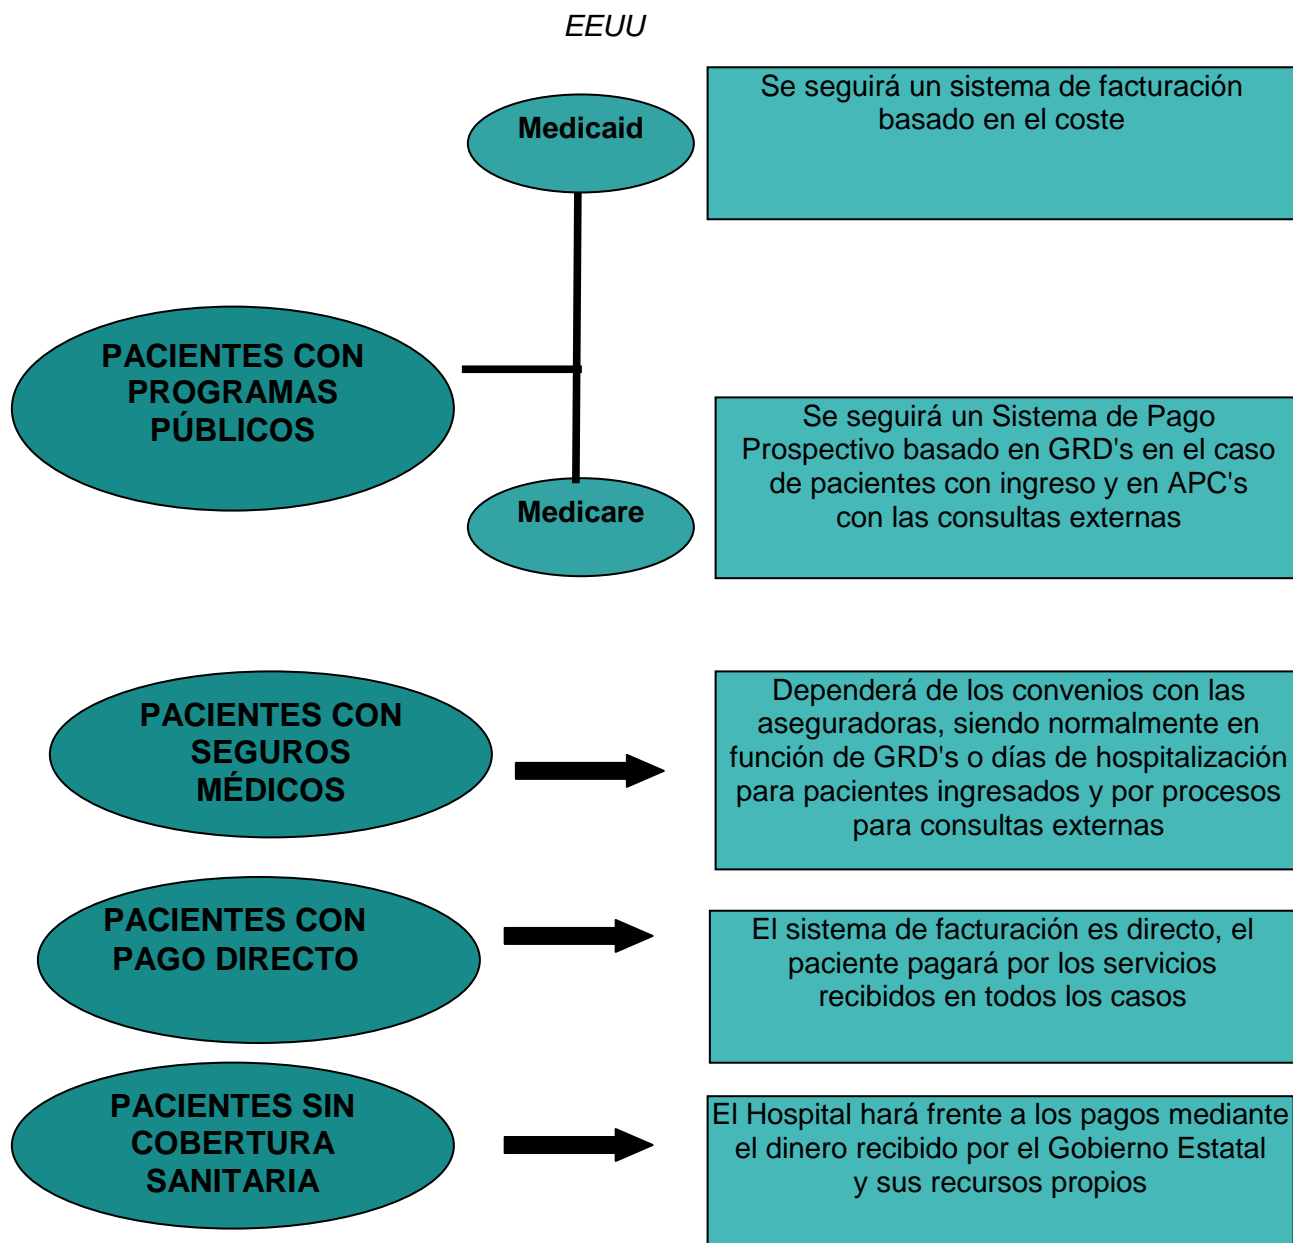 EEUU
Medicaid
Se seguirá un sistema de facturación
basado en el coste
PACIENTES CON
PROGRAMAS
PÚBLICOS
Medicare
Se seguirá un Sistema de Pago
Prospectivo basado en GRD's en el caso
de pacientes con ingreso y en APC's
con las consultas externas
PACIENTES CON
SEGUROS
MÉDICOS
Dependerá de los convenios con las
aseguradoras, siendo normalmente en
función de GRD's o días de hospitalización
para pacientes ingresados y por procesos
para consultas externas
PACIENTES CON
PAGO DIRECTO
El sistema de facturación es directo, el
paciente pagará por los servicios
recibidos en todos los casos
PACIENTES SIN
COBERTURA
SANITARIA
El Hospital hará frente a los pagos mediante
el dinero recibido por el Gobierno Estatal
y sus recursos propios